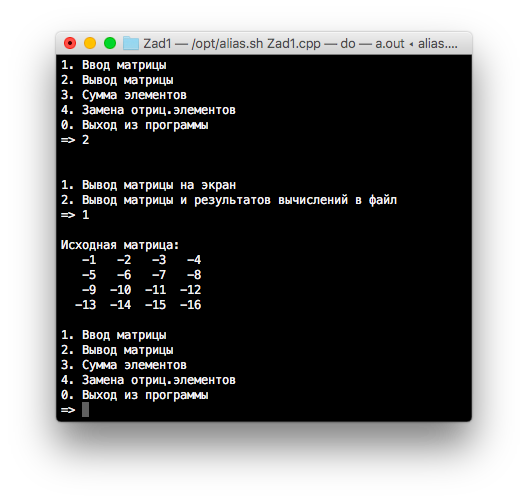 Zad1 — /opt/alias.sh Zad1.cpp — do — a.out ◂ alias....
1. Ввод матрицы
2. Вывод матрицы
3. Сумма элементов
4. Замена отриц.элементов
0. Выход из программы
=> 2
1. Вывод матрицы на экран
2. Вывод матрицы и результатов вычислений в файл
=> 1
Исходная матрица:
-1 -2 -3 -4
-5 -6 -7 -8
-9 -10 -11 -12
-13 -14 -15 -16
1. Ввод матрицы
2. Вывод матрицы
3. Сумма элементов
4. Замена отриц.элементов
0. Выход из программы
=>